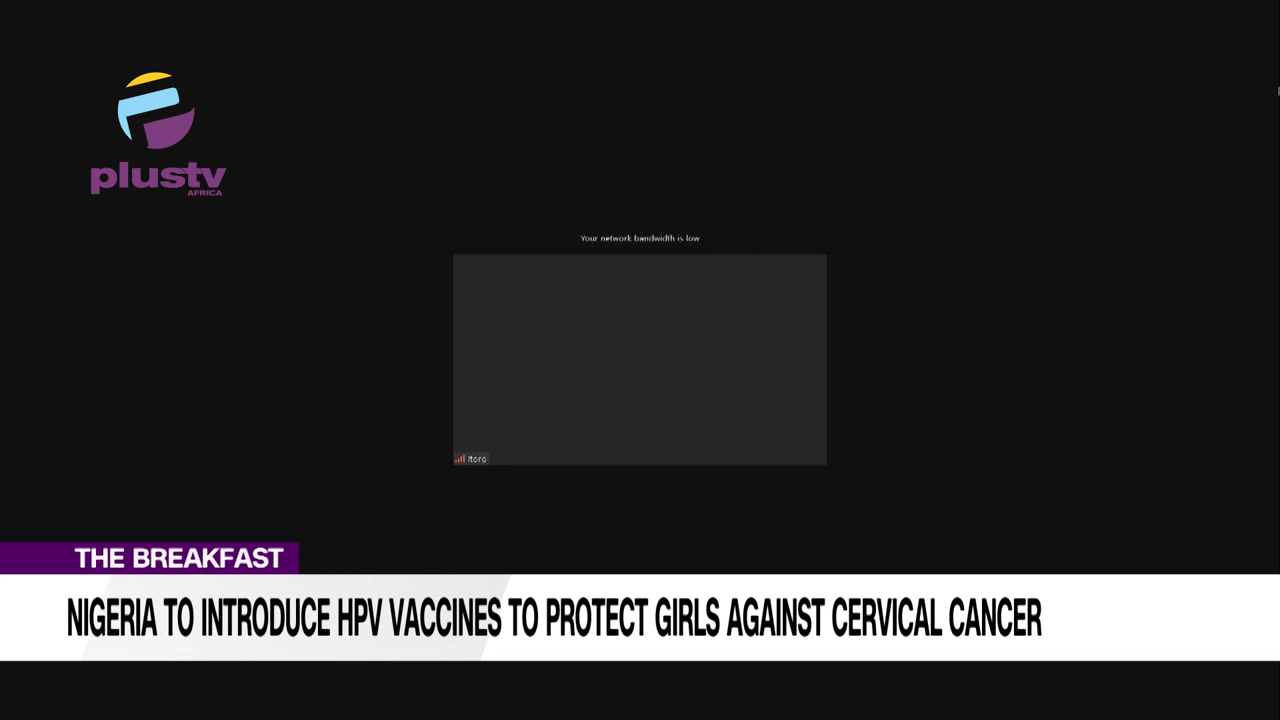 plustv
AFRICA
Your network bandwidth is low
Itoro
THE BREAKFAST
NIGERIA TO INTRODUCE HPV VACCINES TO PROTECT GIRLS AGAINST CERVICAL CANCER